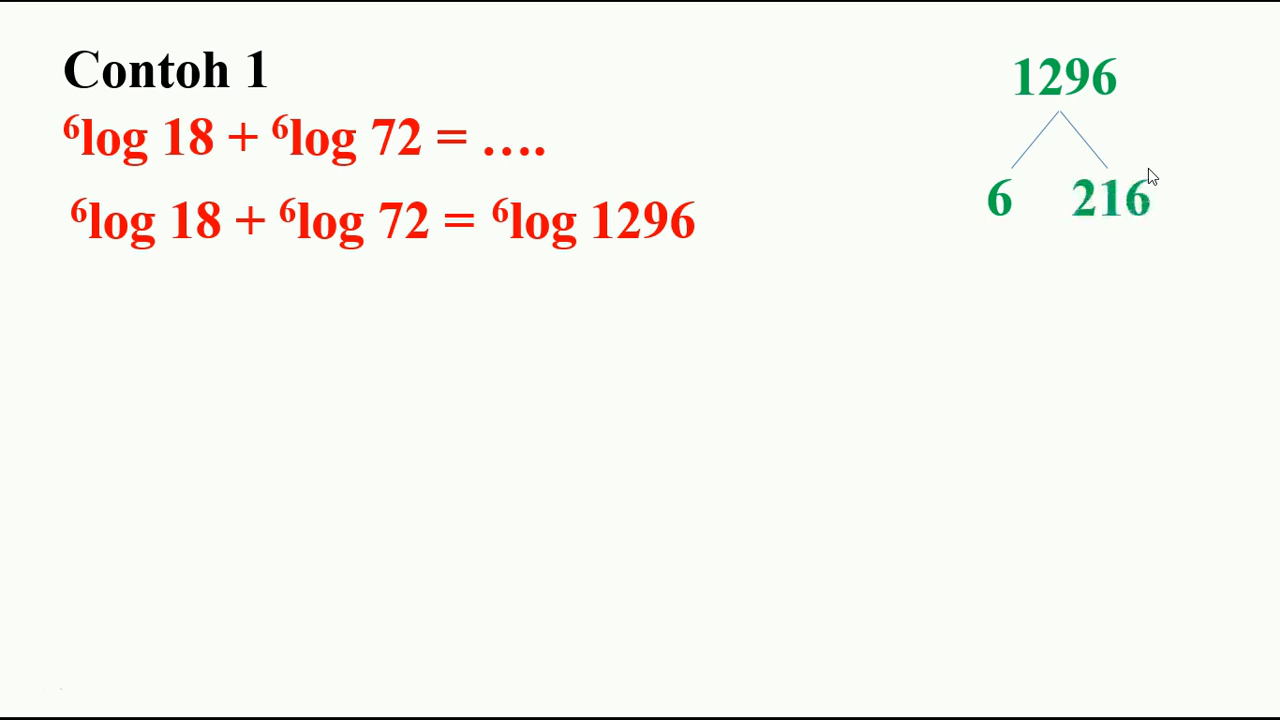 Contoh 1
⁶log 18 + ⁶log 72 = ....
⁶log 18 + ⁶log 72 = ⁶log 1296
1296
6 216